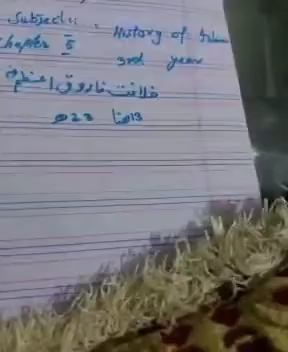 Subject: : History of Islam
Chapter 5 3rd year
خلافت فاروق اعظمؓ
13ھ تا 23ھ